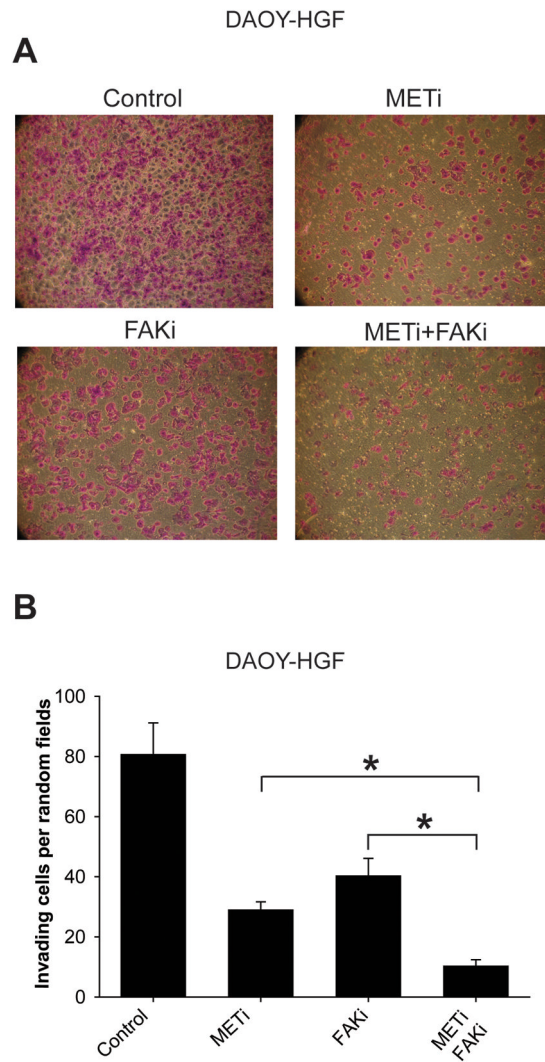 DAOY-HGF
A
Control
METi
FAKi
METi+FAKi
B
DAOY-HGF
Invading cells per random fields
100
80
60
40
20
0
*
*
Control
METi
FAKi
METi
FAKi